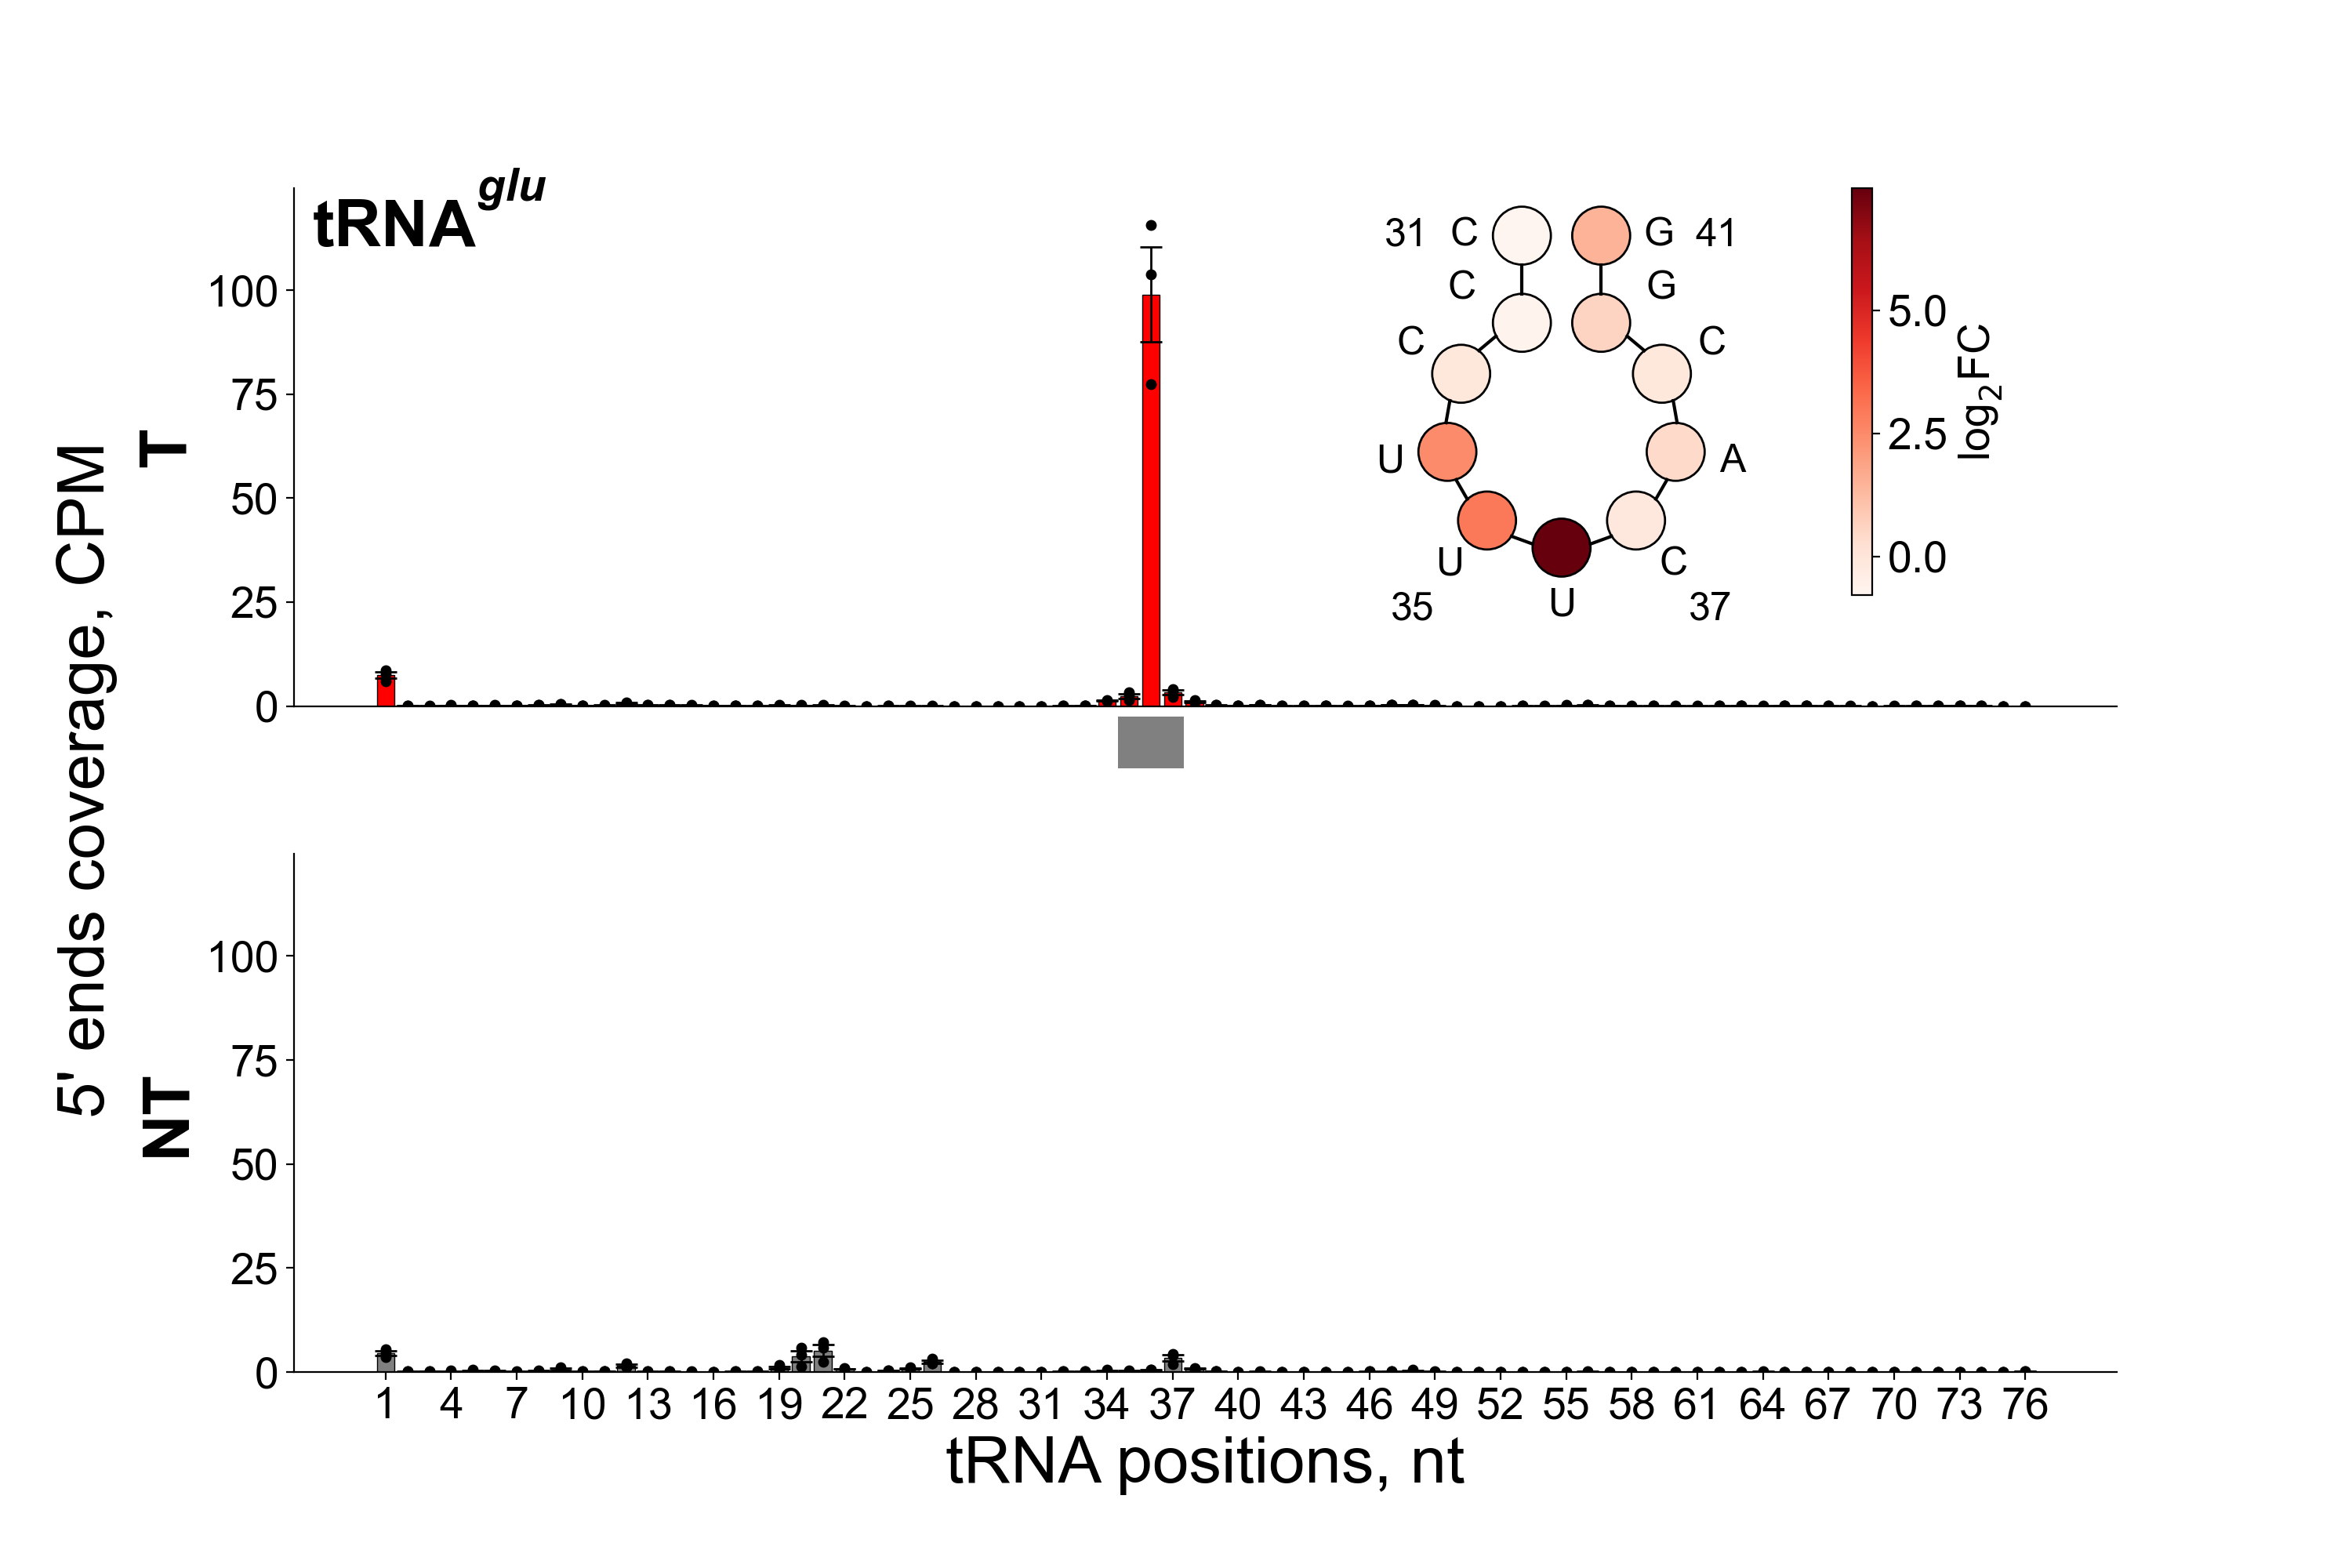 tRNA^glu
5' ends coverage, CPM
T
100
75
50
25
0
31 C G 41
C G
C C
U A
U C
35 U 37
5.0
2.5
0.0
log₂FC
NT
100
75
50
25
0
1 4 7 10 13 16 19 22 25 28 31 34 37 40 43 46 49 52 55 58 61 64 67 70 73 76
tRNA positions, nt